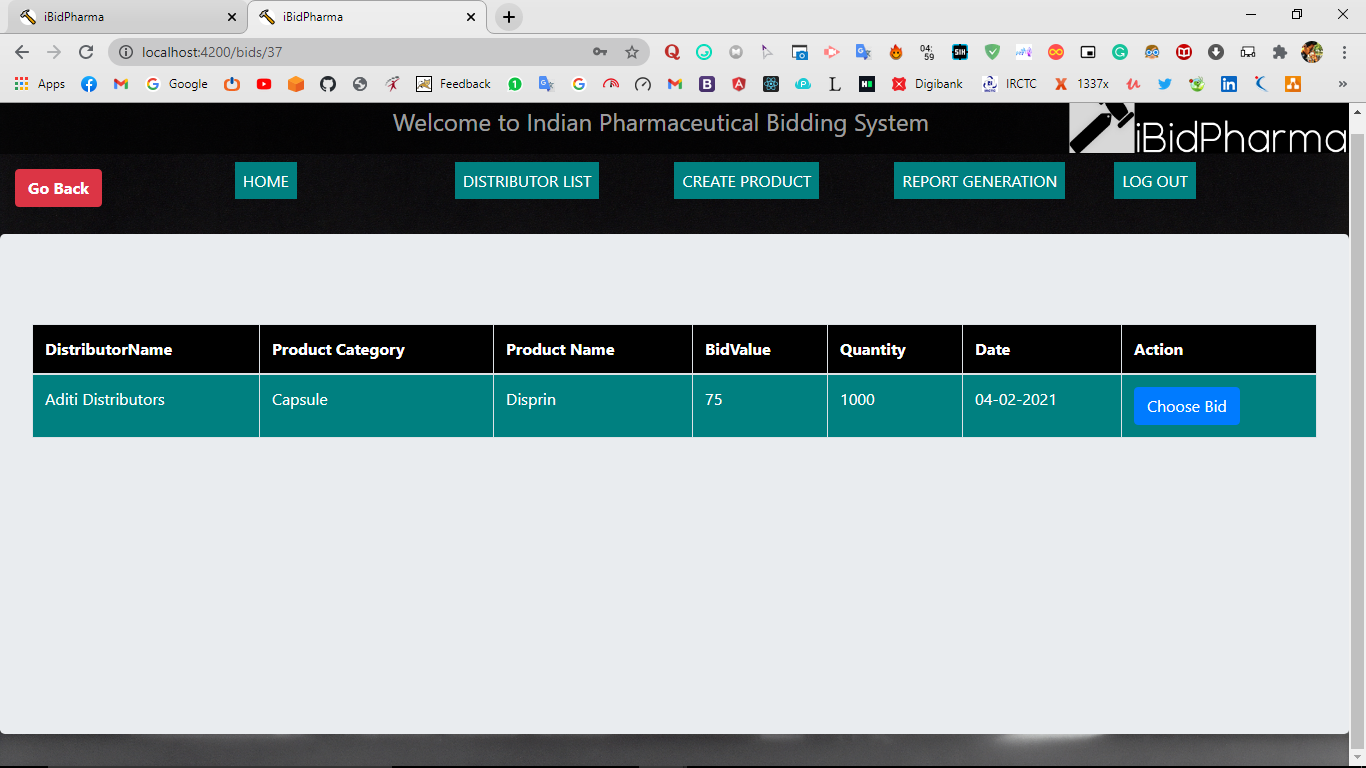 iBidPharma
iBidPharma
localhost:4200/bids/37
04:
59
Apps
Google
Feedback
Digibank
IRCTC
1337x
Welcome to Indian Pharmaceutical Bidding System
iBidPharma
Go Back
HOME
DISTRIBUTOR LIST
CREATE PRODUCT
REPORT GENERATION
LOG OUT
DistributorName Product Category Product Name BidValue Quantity Date Action
Aditi Distributors Capsule Disprin 75 1000 04-02-2021 Choose Bid